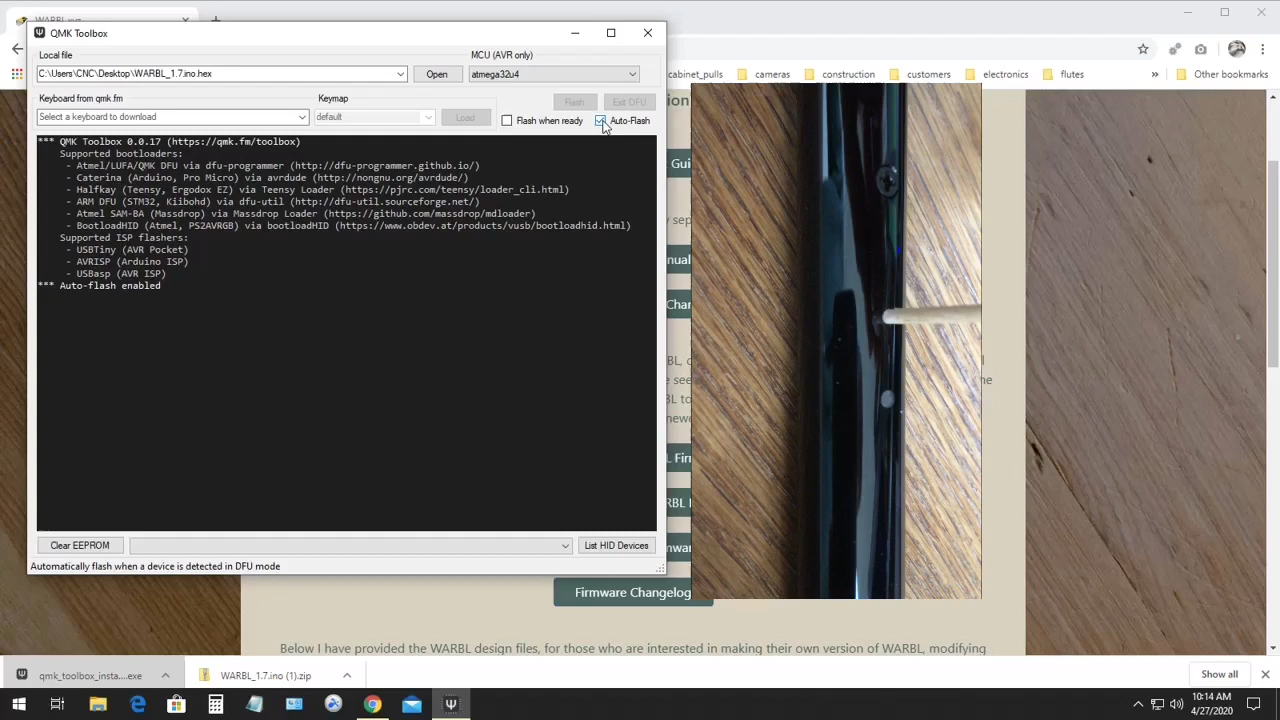 WARBL
QMK Toolbox
Local file
MCU (AVR only)
C:\Users\CNC\Desktop\WARBL_1.7.ino.hex
Open
atmega32u4
cabinet_pulls
cameras
construction
customers
electronics
flutes
»
Other bookmarks
Keyboard from qmk.fm
Keymap
Flash
Exit DFU
Select a keyboard to download
default
Load
Flash when ready
Auto-Flash
*** QMK Toolbox 0.0.17 (https://qmk.fm/toolbox)
Supported bootloaders:
- Atmel/LUFA/QMK DFU via dfu-programmer (http://dfu-programmer.github.io/)
- Caterina (Arduino, Pro Micro) via avrdude (http://nongnu.org/avrdude/)
- Halfkay (Teensy, Ergodox EZ) via Teensy Loader (https://pjrc.com/teensy/loader_cli.html)
- ARM DFU (STM32, Kiibohd) via dfu-util (http://dfu-util.sourceforge.net/)
- Atmel SAM-BA (Massdrop) via Massdrop Loader (https://github.com/massdrop/mdloader)
- BootloadHID (Atmel, PS2AVRGB) via bootloadHID (https://www.obdev.at/products/vusb/bootloadhid.html)
Supported ISP flashers:
- USBTiny (AVR Pocket)
- AVRISP (Arduino ISP)
- USBasp (AVR ISP)
*** Auto-flash enabled
Clear EEPROM
List HID Devices
Automatically flash when a device is detected in DFU mode
Firmware Changelog
Below I have provided the WARBL design files, for those who are interested in making their own version of WARBL, modifying
qmk_toolbox_insta....exe
WARBL_1.7.ino (1).zip
Show all
10:14 AM
4/27/2020